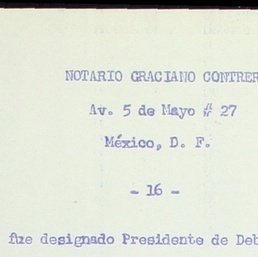 NOTARIO GRACIANO CONTRER
Av. 5 de Mayo # 27
México, D. F.
- 16 -
fue designado Presidente de Deb